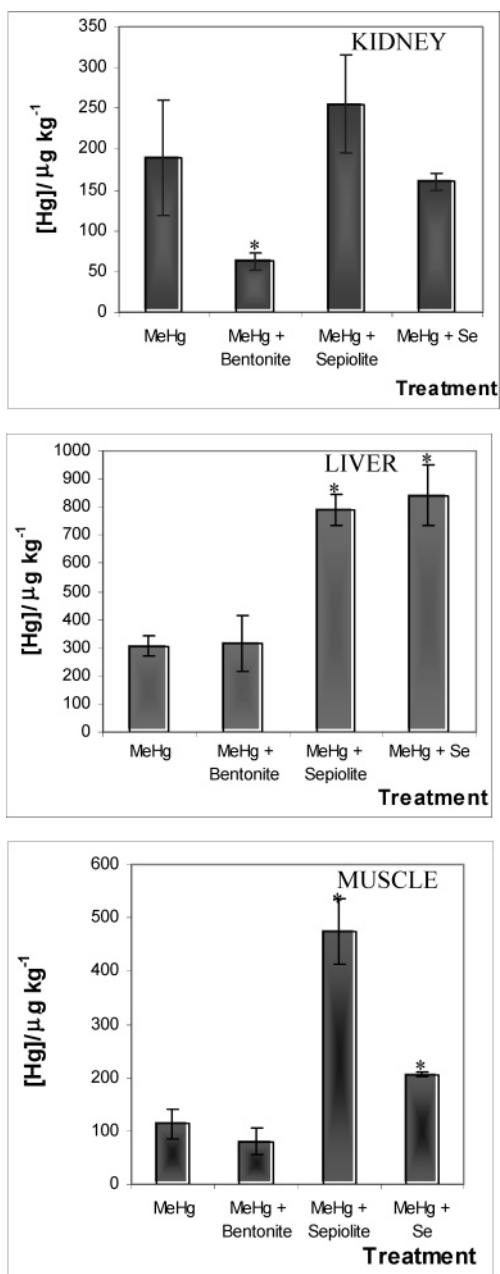 KIDNEY
[Hg]/μg kg⁻¹
350
300
250
200
150
100
50
0
*
MeHg
MeHg + Bentonite
MeHg + Sepiolite
MeHg + Se
Treatment
LIVER
[Hg]/μg kg⁻¹
1000
900
800
700
600
500
400
300
200
100
0
*
*
MeHg
MeHg + Bentonite
MeHg + Sepiolite
MeHg + Se
Treatment
MUSCLE
[Hg]/μg kg⁻¹
600
500
400
300
200
100
0
*
*
MeHg
MeHg + Bentonite
MeHg + Sepiolite
MeHg + Se
Treatment